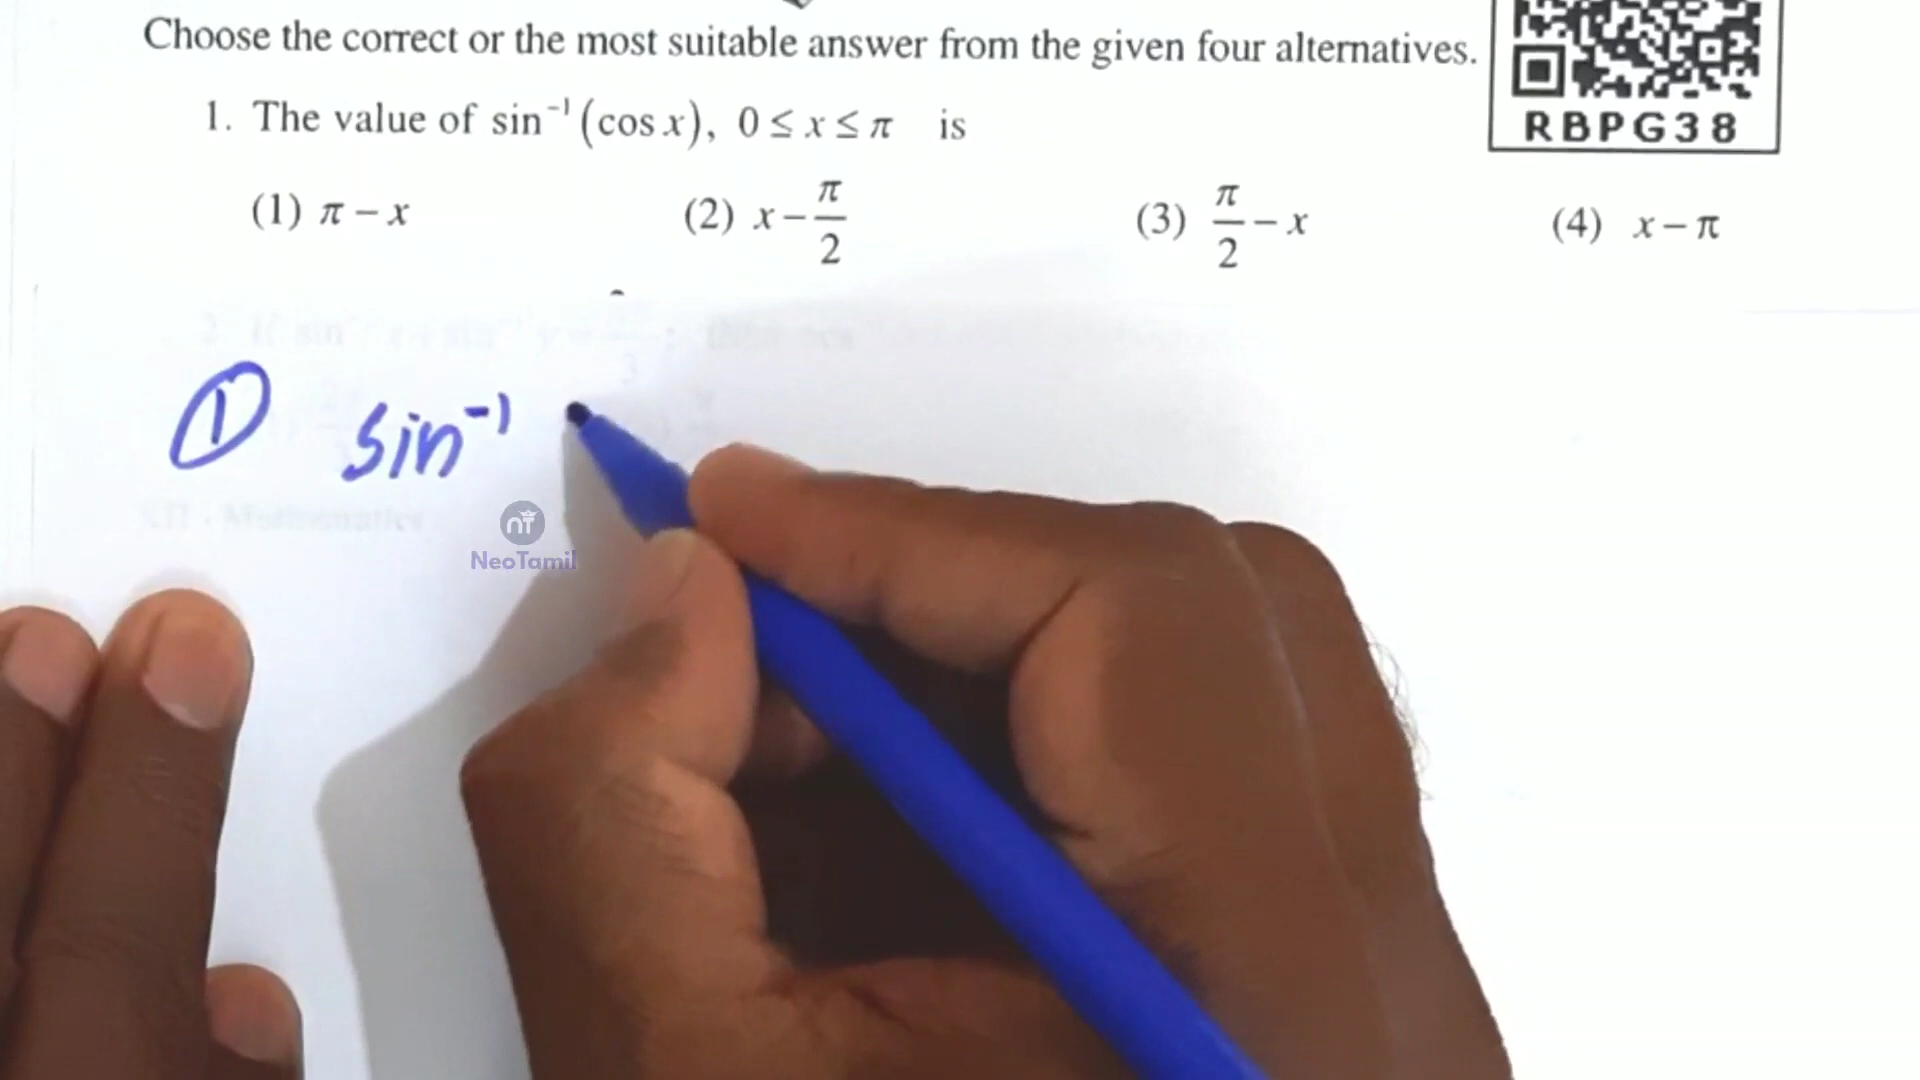 Choose the correct or the most suitable answer from the given four alternatives.
RBPG38
1. The value of sin⁻¹(cos x), 0 ≤ x ≤ π is
(1) π − x (2) x − π/2 (3) π/2 − x (4) x − π
① sin⁻¹
NeoTamil